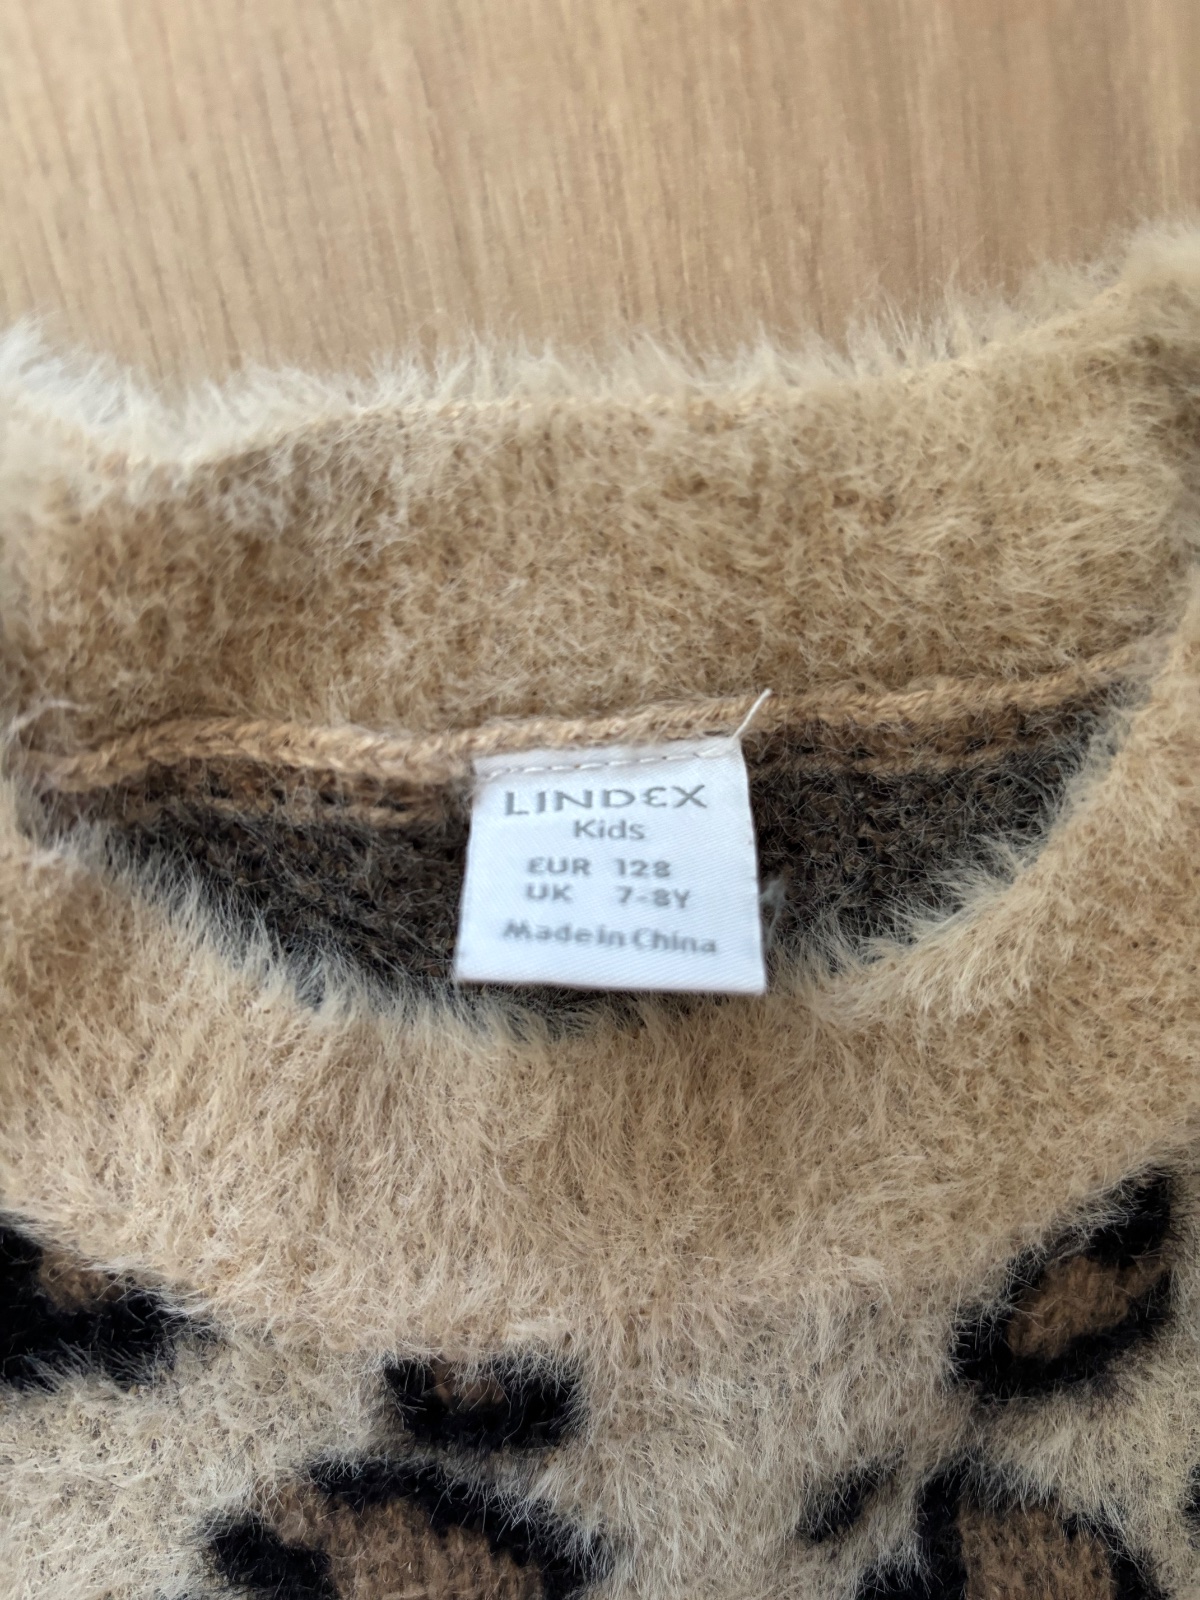 LINDEX
Kids
EUR 128
UK 7-8Y
Made in China